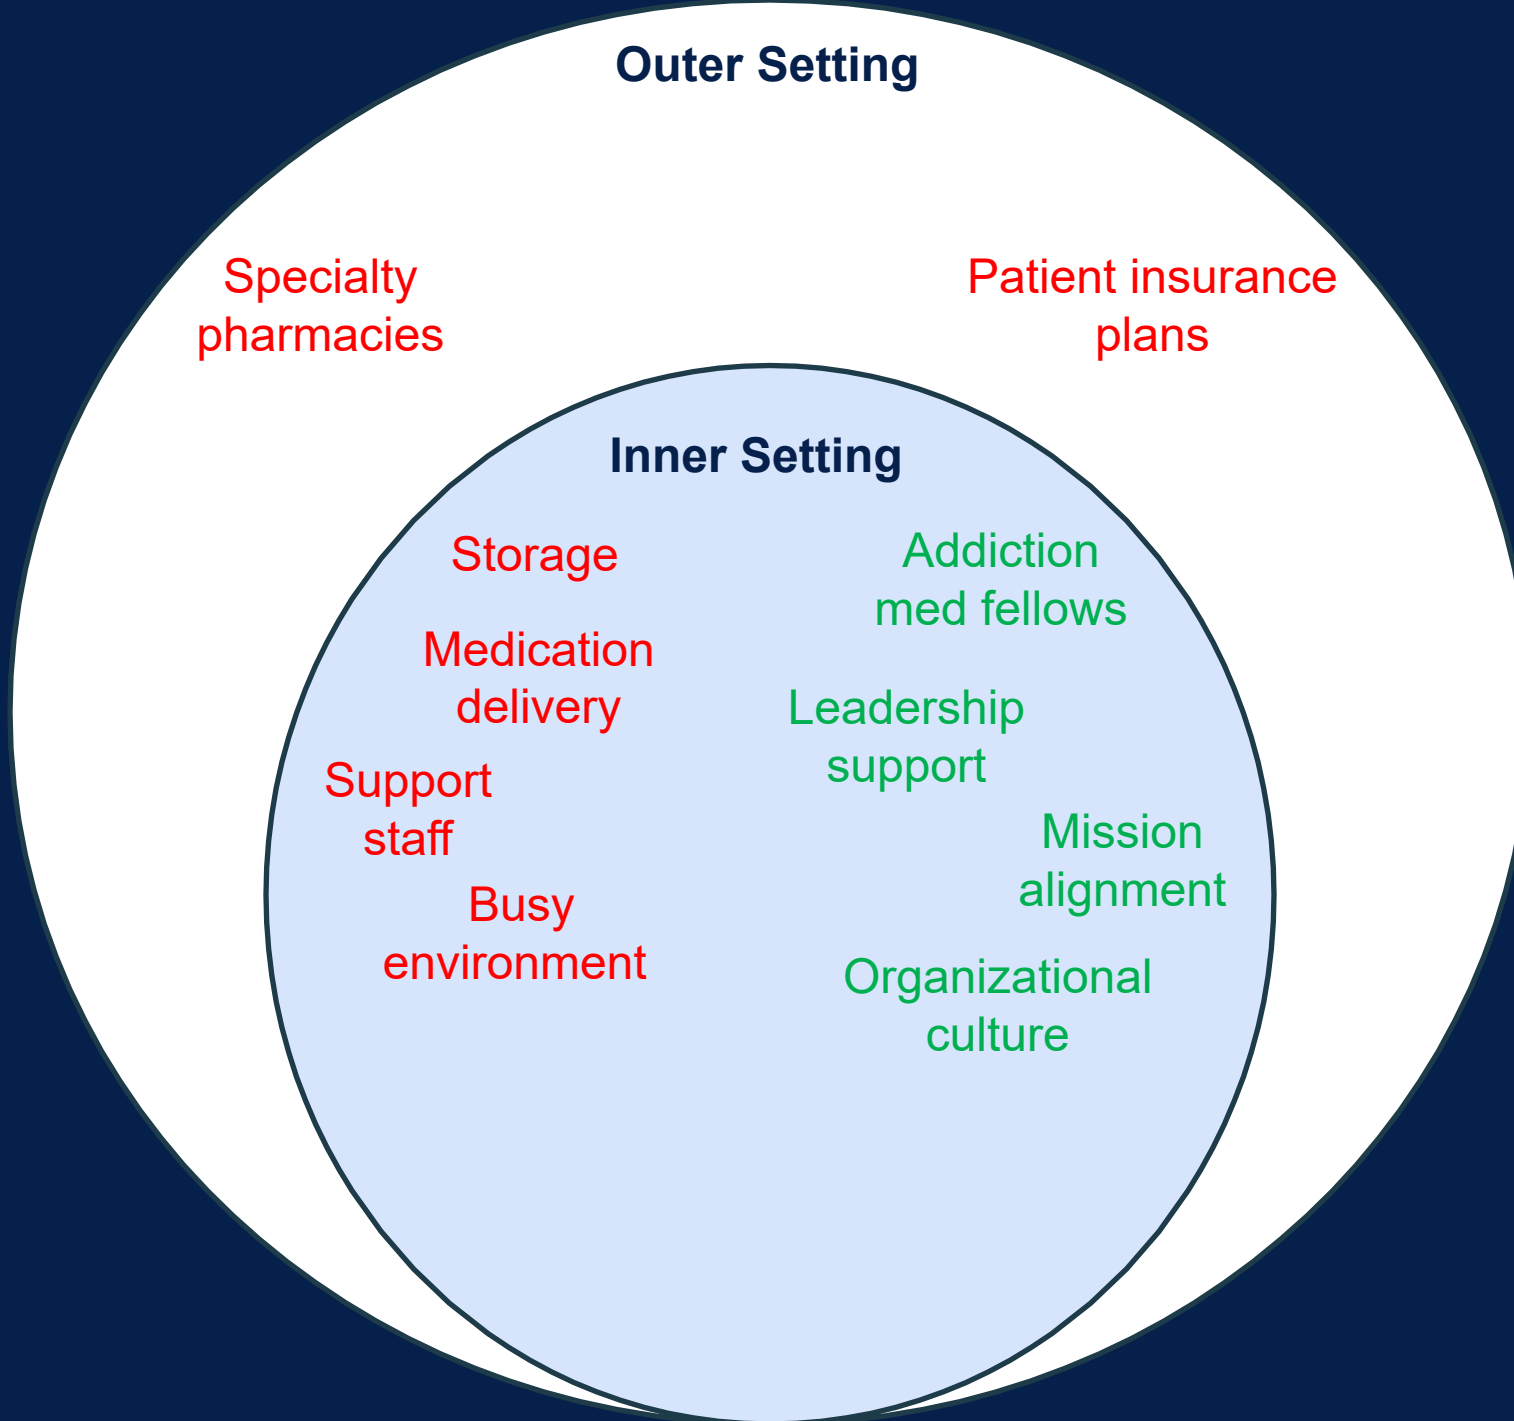 Outer Setting
Specialty
pharmacies
Patient insurance
plans
Inner Setting
Storage
Medication
delivery
Support
staff
Busy
environment
Addiction
med fellows
Leadership
support
Mission
alignment
Organizational
culture